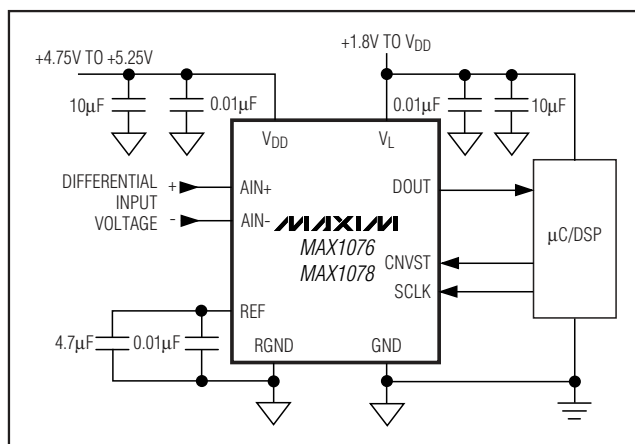 +4.75V TO +5.25V
+1.8V TO VDD
10µF
0.01µF
0.01µF
10µF
VDD
VL
DIFFERENTIAL
INPUT
VOLTAGE
+
-
AIN+
AIN-
DOUT
MAXIM
MAX1076
MAX1078
µC/DSP
CNVST
SCLK
REF
4.7µF
0.01µF
RGND
GND